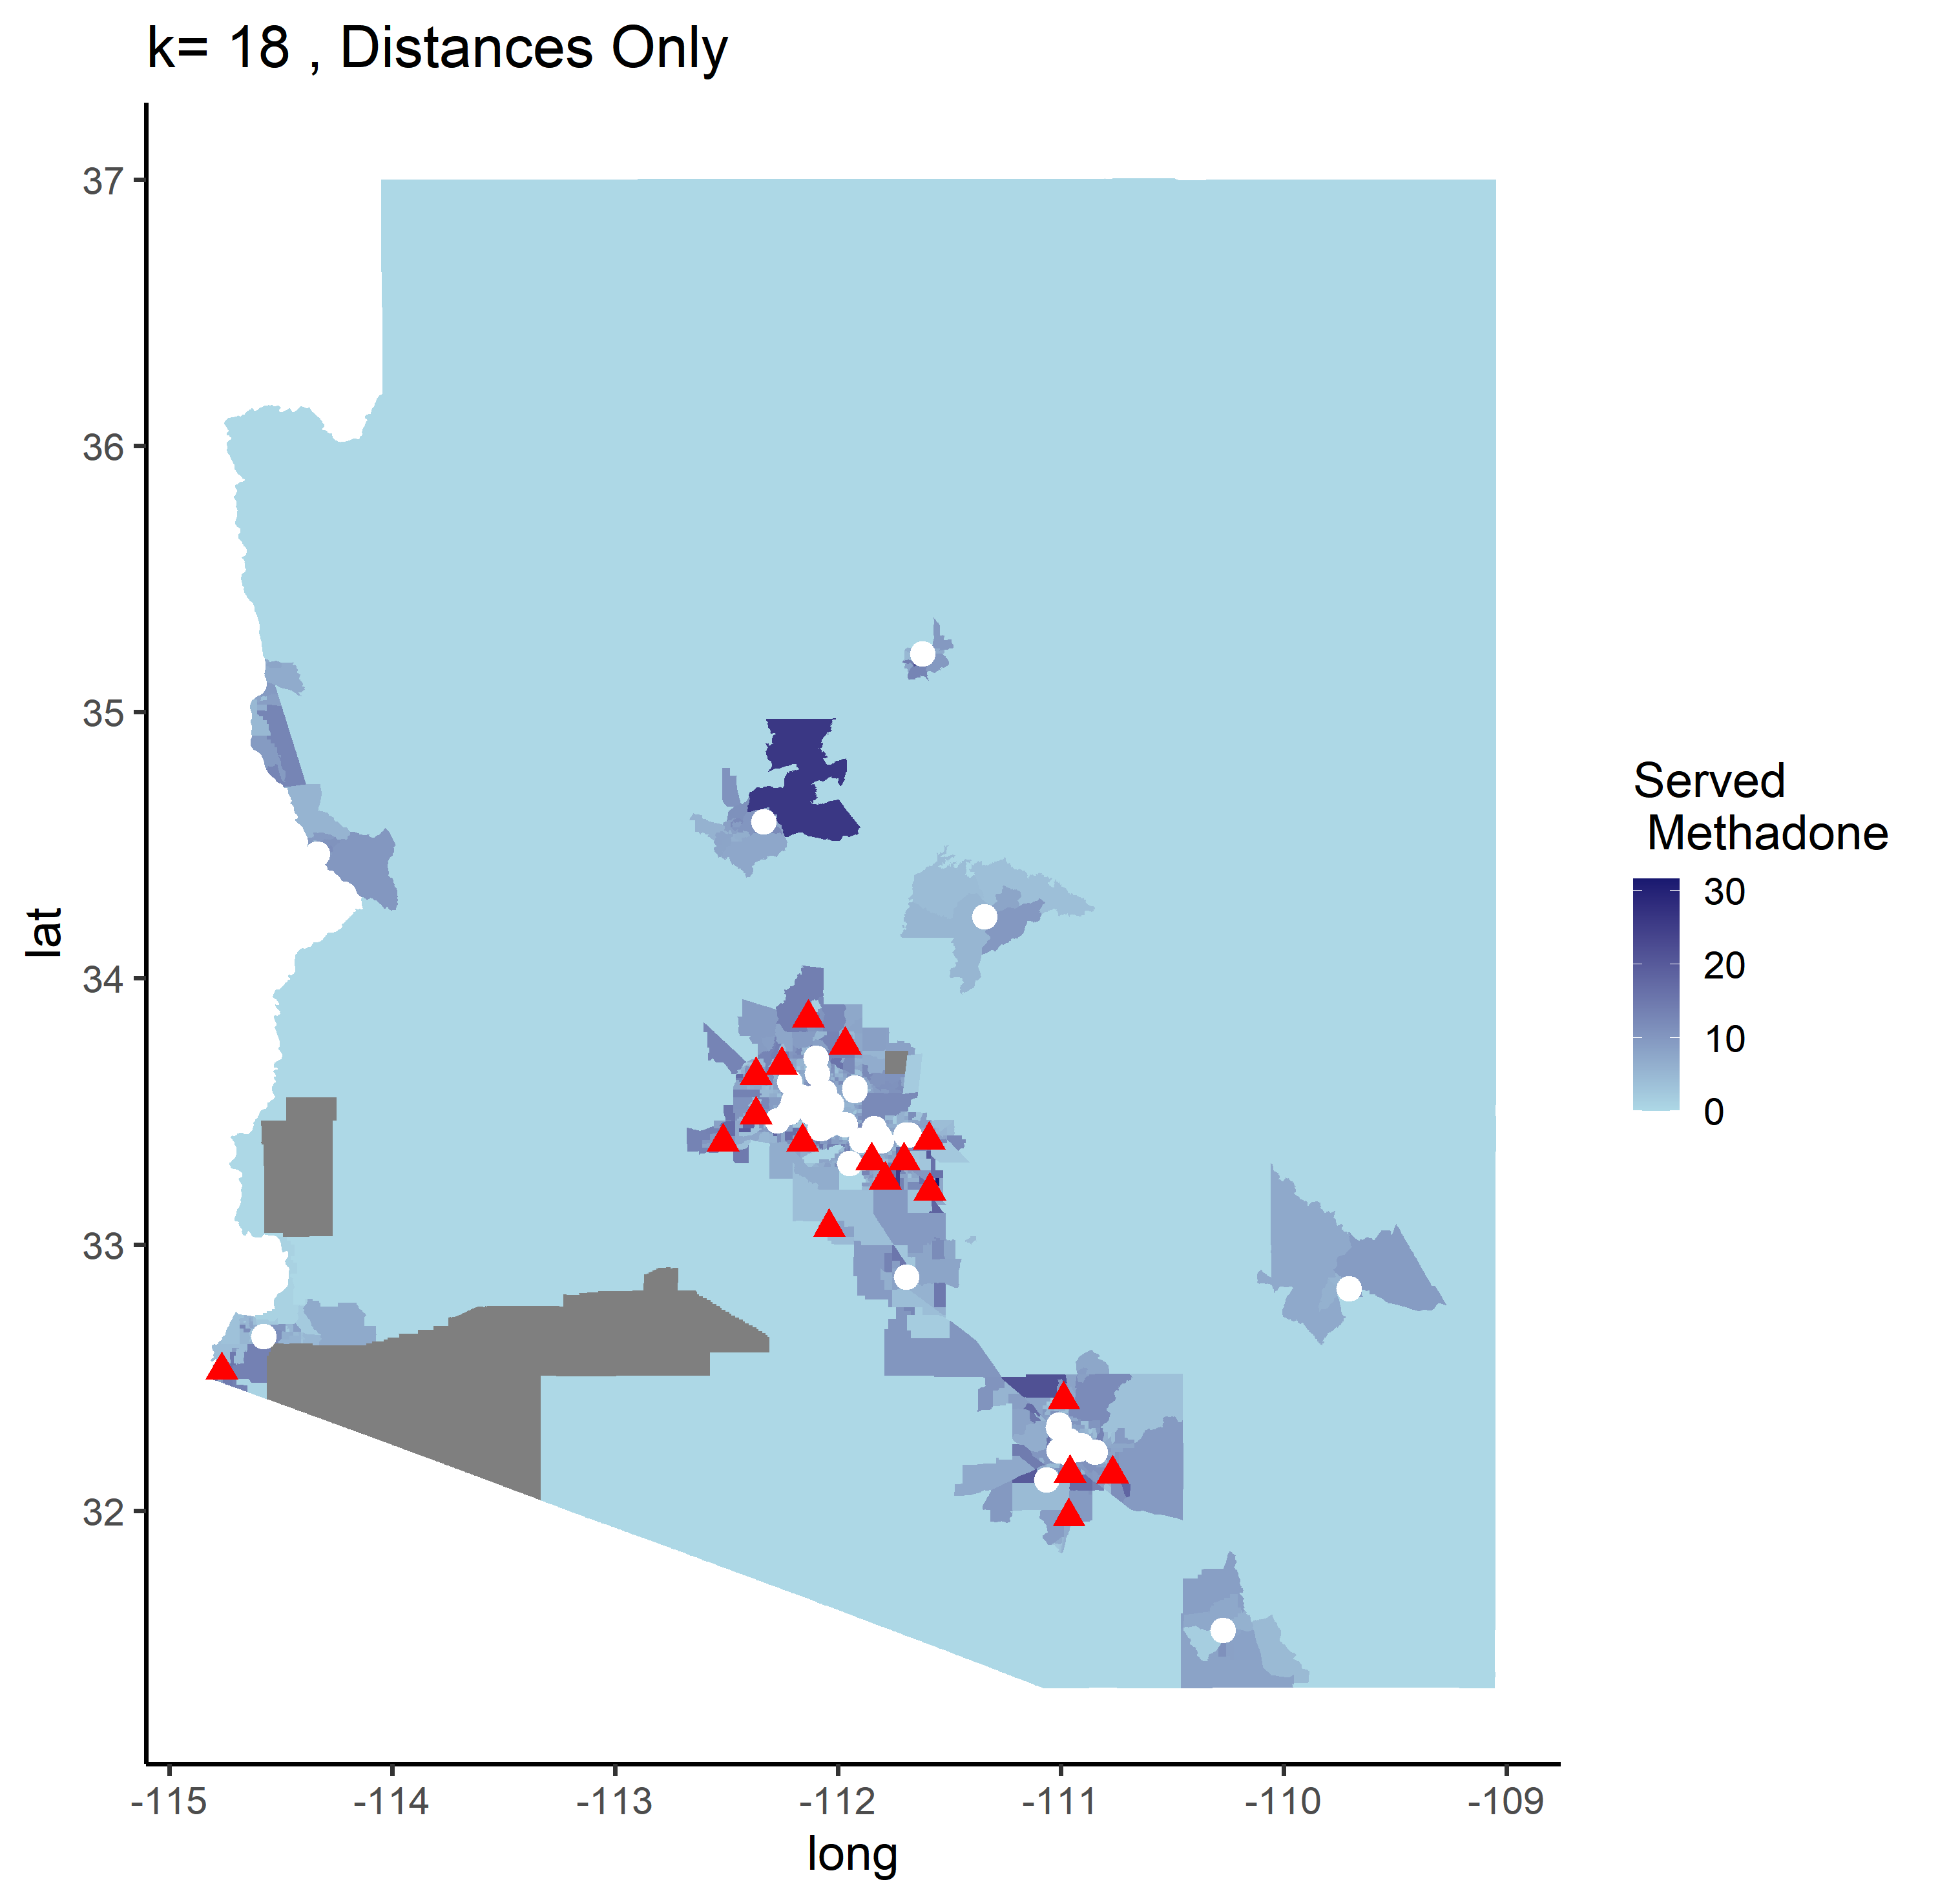 k= 18 , Distances Only
37
36
35
34
33
32
lat
-115 -114 -113 -112 -111 -110 -109
long
Served
Methadone
30
20
10
0